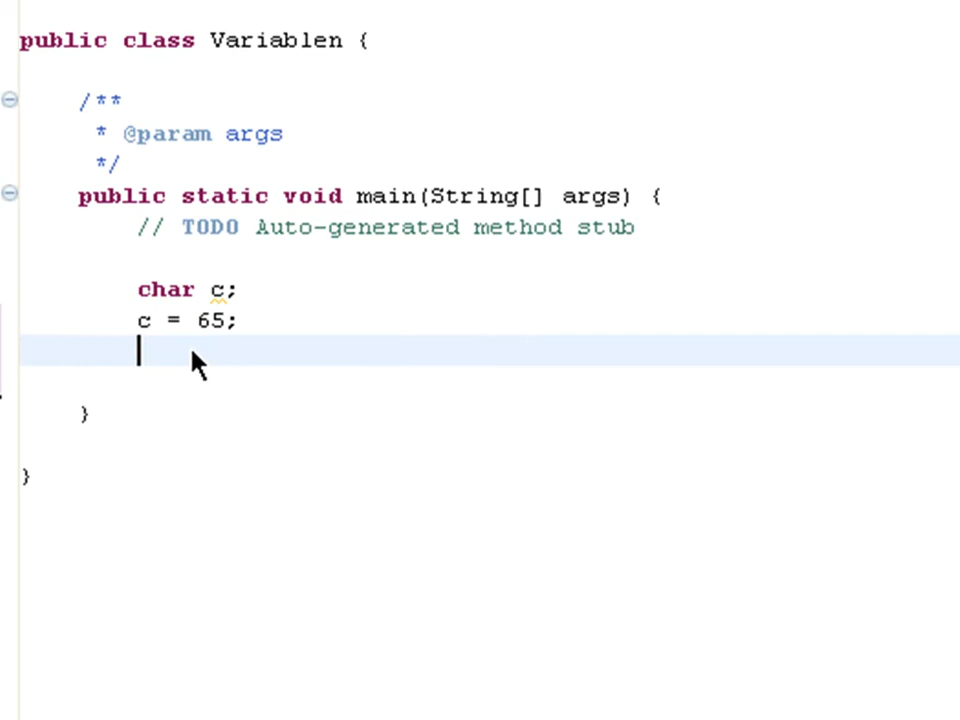 public class Variablen {
/**
* @param args
*/
public static void main(String[] args) {
// TODO Auto-generated method stub
char c;
c = 65;
}
}